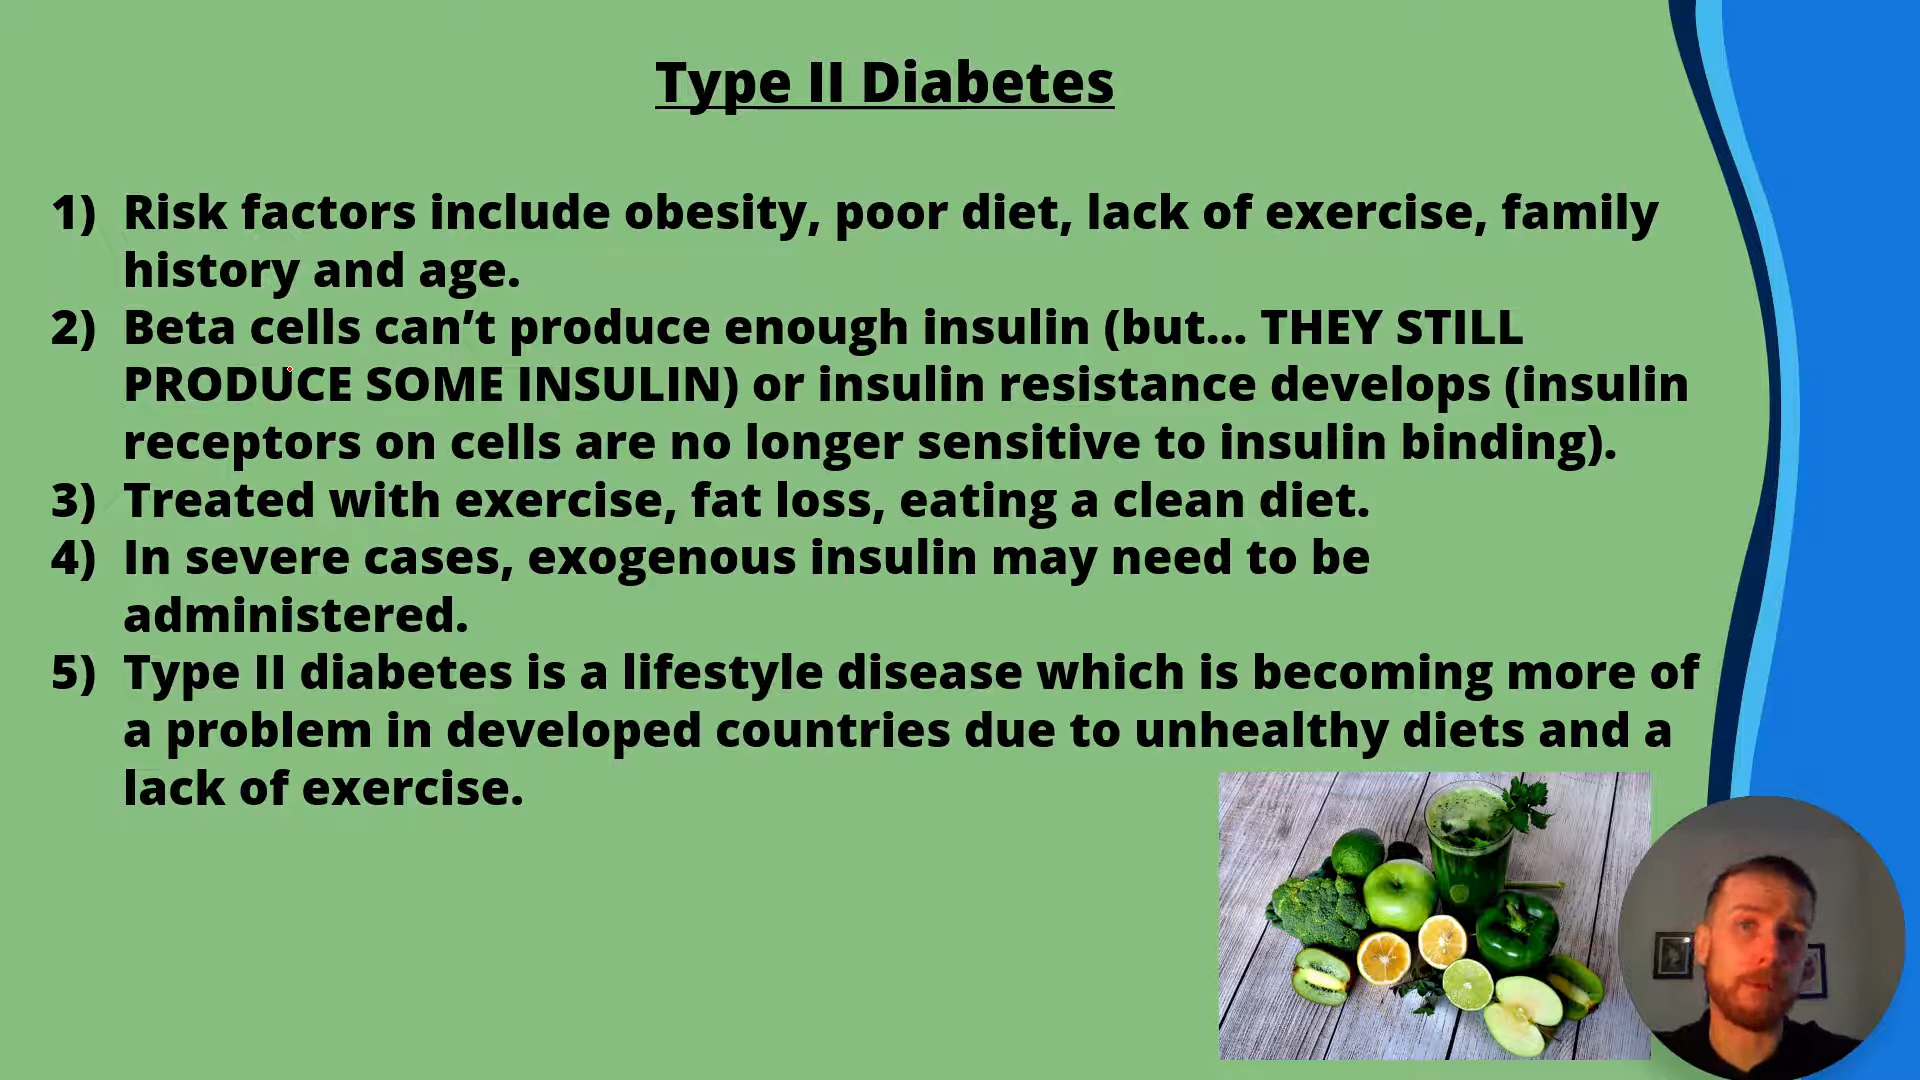 Type II Diabetes
1) Risk factors include obesity, poor diet, lack of exercise, family
history and age.
2) Beta cells can’t produce enough insulin (but... THEY STILL
PRODUCE SOME INSULIN) or insulin resistance develops (insulin
receptors on cells are no longer sensitive to insulin binding).
3) Treated with exercise, fat loss, eating a clean diet.
4) In severe cases, exogenous insulin may need to be
administered.
5) Type II diabetes is a lifestyle disease which is becoming more of
a problem in developed countries due to unhealthy diets and a
lack of exercise.